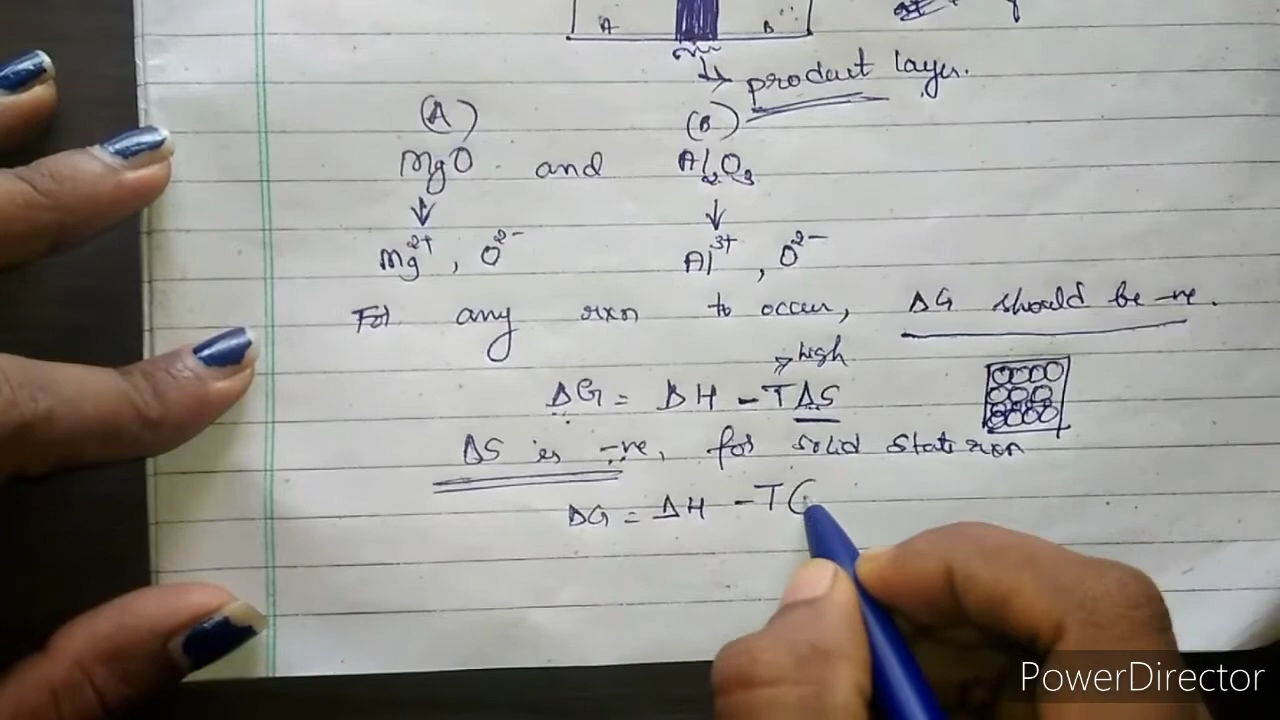 A B
product layer.
(A) (B)
MgO and Al2O3
Mg2+, O2- Al3+, O2-
For any rxn to occur, ΔG should be -ve.
high
ΔG = ΔH - TΔS
ΔS is -ve, for solid state rxn
ΔG = ΔH - T(
PowerDirector